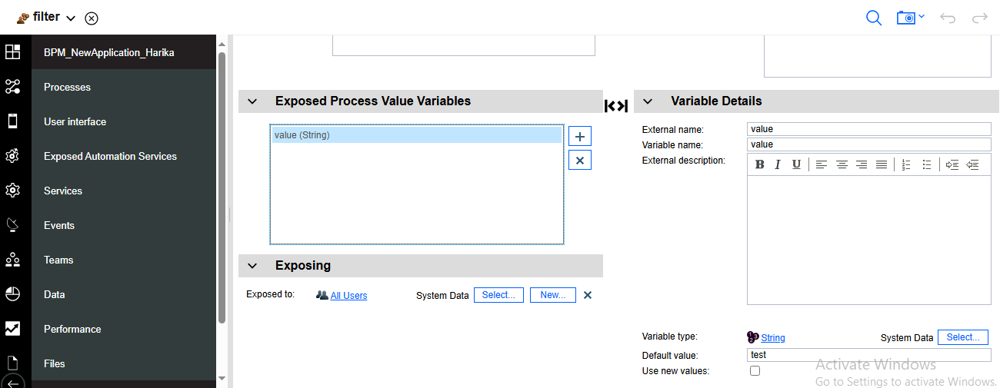 filter
BPM_NewApplication_Harika
Processes
User interface
Exposed Automation Services
Services
Events
Teams
Data
Performance
Files
Exposed Process Value Variables
value (String)
Exposing
Exposed to: All Users System Data Select... New...
Variable Details
External name: value
Variable name: value
External description:
B I U
Variable type: String System Data Select...
Default value: test
Use new values:
Activate Windows
Go to Settings to activate Windows.